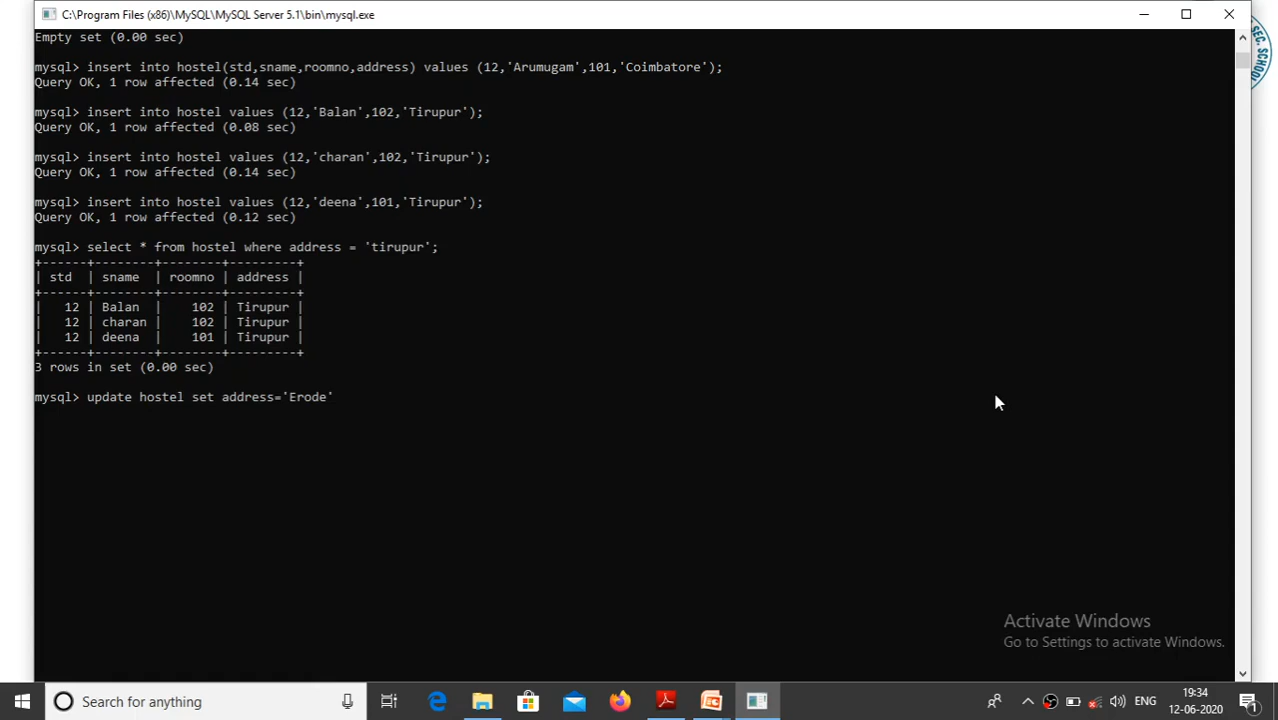 C:\Program Files (x86)\MySQL\MySQL Server 5.1\bin\mysql.exe
Empty set (0.00 sec)
mysql> insert into hostel(std,sname,roomno,address) values (12,'Arumugam',101,'Coimbatore');
Query OK, 1 row affected (0.14 sec)
mysql> insert into hostel values (12,'Balan',102,'Tirupur');
Query OK, 1 row affected (0.08 sec)
mysql> insert into hostel values (12,'charan',102,'Tirupur');
Query OK, 1 row affected (0.14 sec)
mysql> insert into hostel values (12,'deena',101,'Tirupur');
Query OK, 1 row affected (0.12 sec)
mysql> select * from hostel where address = 'tirupur';
+------+--------+--------+---------+
| std  | sname  | roomno | address |
+------+--------+--------+---------+
|   12 | Balan  |    102 | Tirupur |
|   12 | charan |    102 | Tirupur |
|   12 | deena  |    101 | Tirupur |
+------+--------+--------+---------+
3 rows in set (0.00 sec)
mysql> update hostel set address='Erode'
SEC. SCHOOL
Activate Windows
Go to Settings to activate Windows.
Search for anything
ENG
19:34
12-06-2020
1